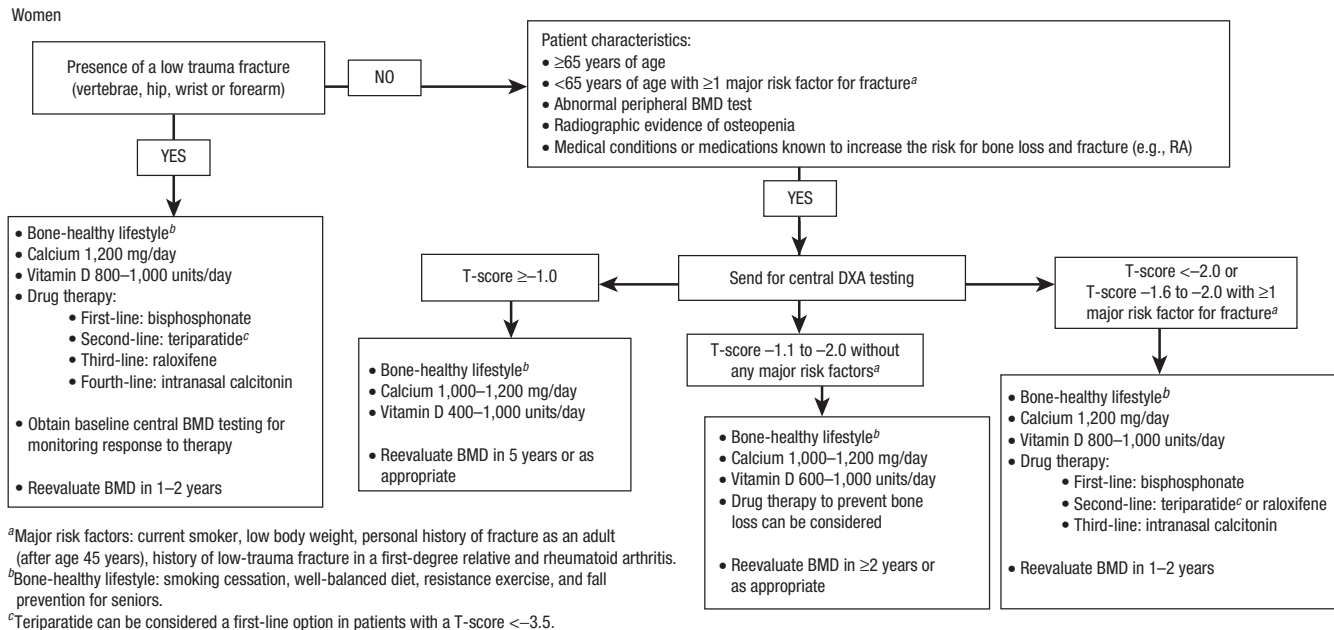 Women
Presence of a low trauma fracture
(vertebrae, hip, wrist or forearm)
NO
Patient characteristics:
• ≥65 years of age
• <65 years of age with ≥1 major risk factor for fractureᵃ
• Abnormal peripheral BMD test
• Radiographic evidence of osteopenia
• Medical conditions or medications known to increase the risk for bone loss and fracture (e.g., RA)
YES
YES
• Bone-healthy lifestyleᵇ
• Calcium 1,200 mg/day
• Vitamin D 800–1,000 units/day
• Drug therapy:
• First-line: bisphosphonate
• Second-line: teriparatideᶜ
• Third-line: raloxifene
• Fourth-line: intranasal calcitonin
• Obtain baseline central BMD testing for
monitoring response to therapy
• Reevaluate BMD in 1–2 years
T-score ≥–1.0
Send for central DXA testing
T-score <–2.0 or
T-score –1.6 to –2.0 with ≥1
major risk factor for fractureᵃ
• Bone-healthy lifestyleᵇ
• Calcium 1,000–1,200 mg/day
• Vitamin D 400–1,000 units/day
• Reevaluate BMD in 5 years or as
appropriate
T-score –1.1 to –2.0 without
any major risk factorsᵃ
• Bone-healthy lifestyleᵇ
• Calcium 1,000–1,200 mg/day
• Vitamin D 600–1,000 units/day
• Drug therapy to prevent bone
loss can be considered
• Reevaluate BMD in ≥2 years or
as appropriate
• Bone-healthy lifestyleᵇ
• Calcium 1,200 mg/day
• Vitamin D 800–1,000 units/day
• Drug therapy:
• First-line: bisphosphonate
• Second-line: teriparatideᶜ or raloxifene
• Third-line: intranasal calcitonin
• Reevaluate BMD in 1–2 years
ᵃMajor risk factors: current smoker, low body weight, personal history of fracture as an adult
(after age 45 years), history of low-trauma fracture in a first-degree relative and rheumatoid arthritis.
ᵇBone-healthy lifestyle: smoking cessation, well-balanced diet, resistance exercise, and fall
prevention for seniors.
ᶜTeriparatide can be considered a first-line option in patients with a T-score <–3.5.